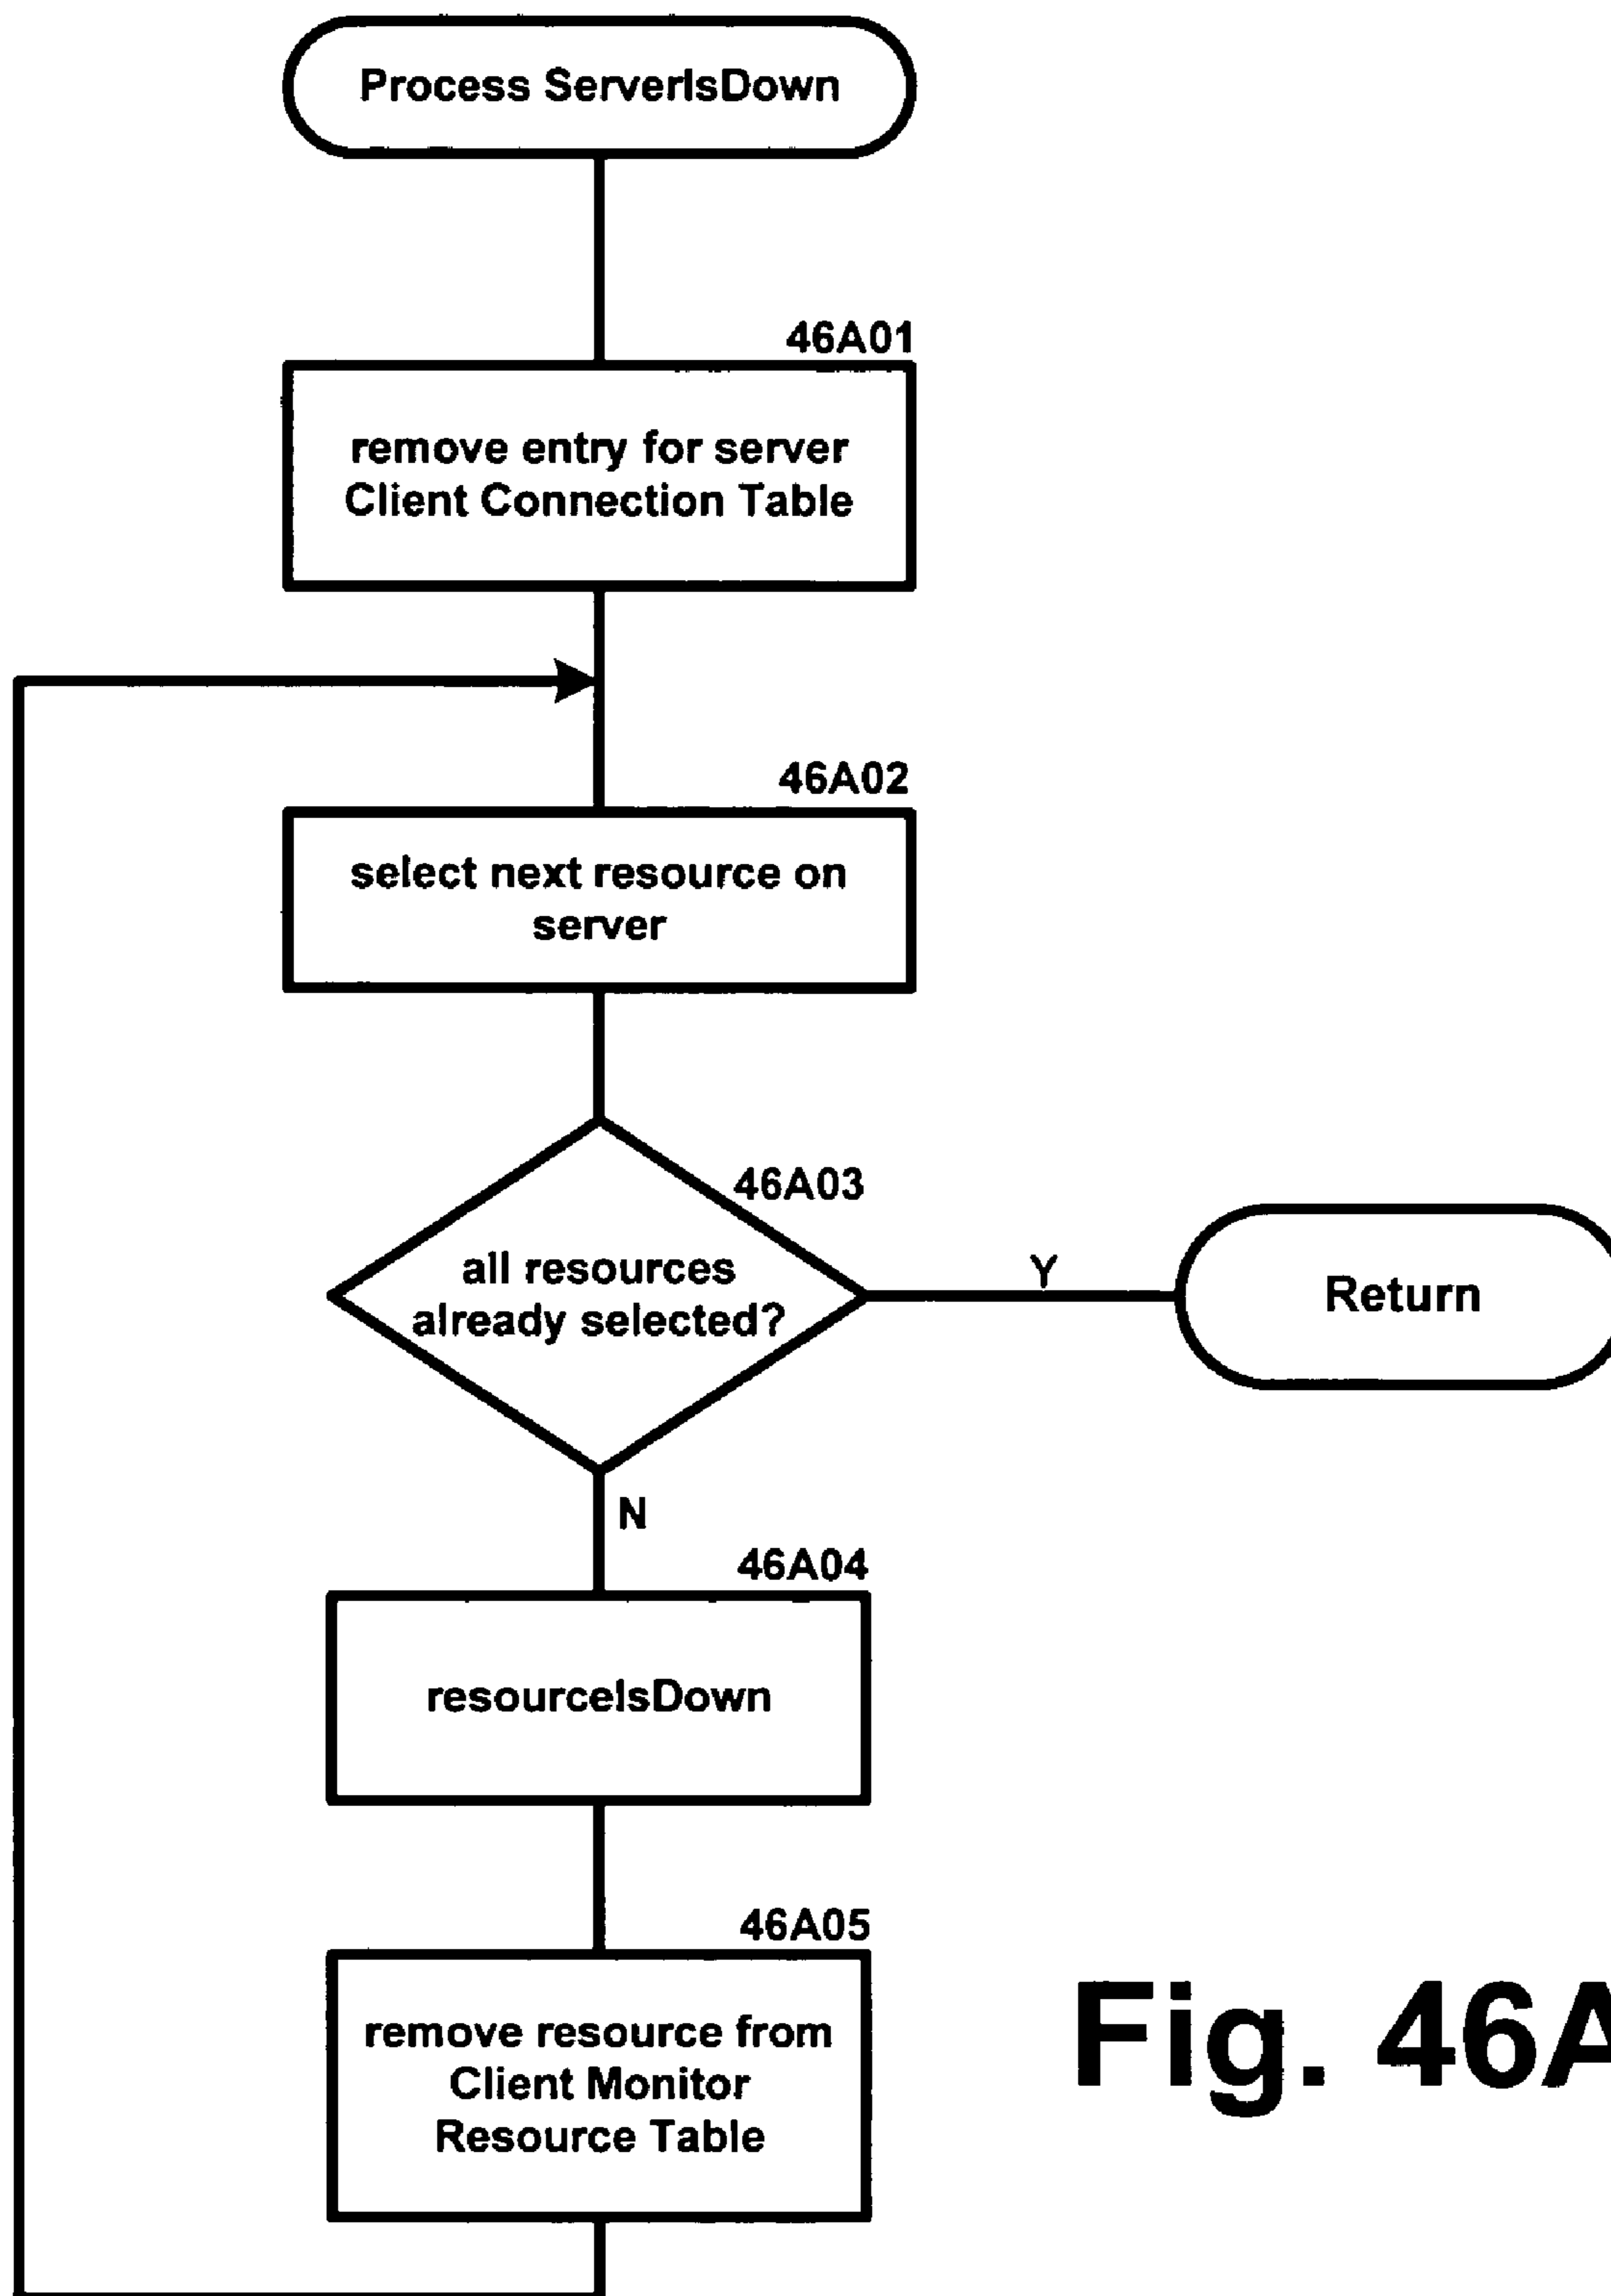 Process ServerIsDown
46A01
remove entry for server
Client Connection Table
46A02
select next resource on
server
46A03
all resources
already selected?
Y
Return
N
46A04
resourceIsDown
46A05
remove resource from
Client Monitor
Resource Table
Fig. 46A